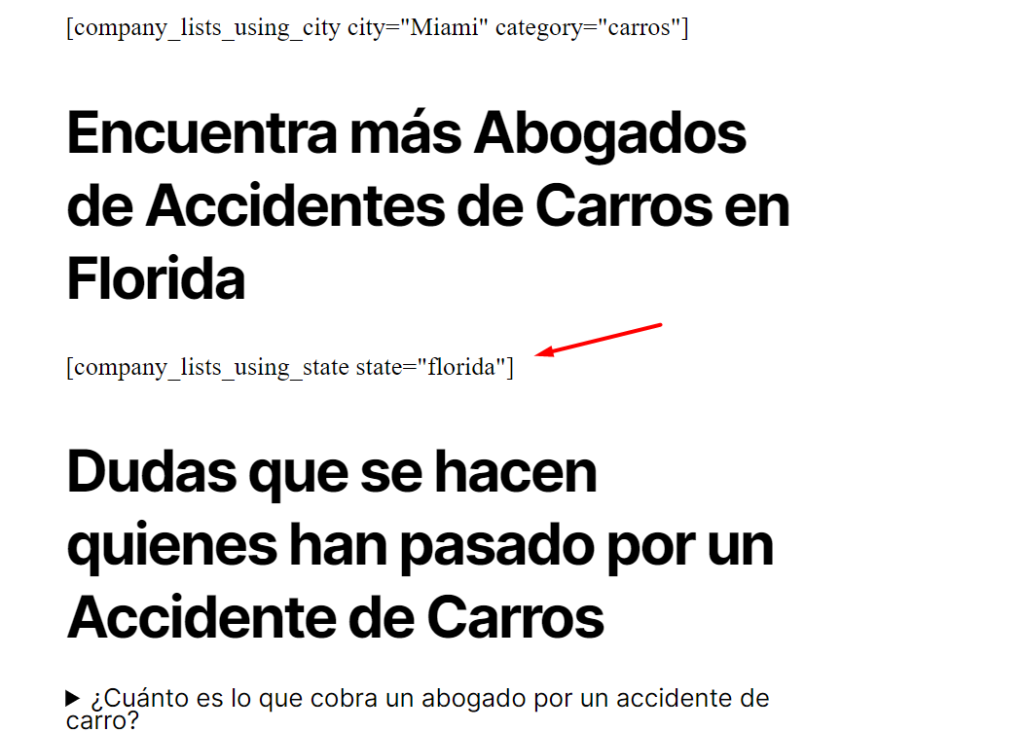 [company_lists_using_city city="Miami" category="carros"]
Encuentra más Abogados
de Accidentes de Carros en
Florida
[company_lists_using_state state="florida"]
Dudas que se hacen
quienes han pasado por un
Accidente de Carros
▶ ¿Cuánto es lo que cobra un abogado por un accidente de
carro?